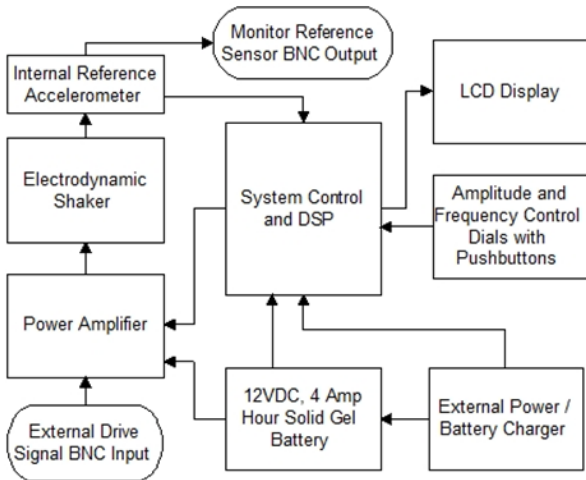 Monitor Reference
Sensor BNC Output
Internal Reference
Accelerometer
LCD Display
Electrodynamic
Shaker
System Control
and DSP
Amplitude and
Frequency Control
Dials with
Pushbuttons
Power Amplifier
12VDC, 4 Amp
Hour Solid Gel
Battery
External Power /
Battery Charger
External Drive
Signal BNC Input